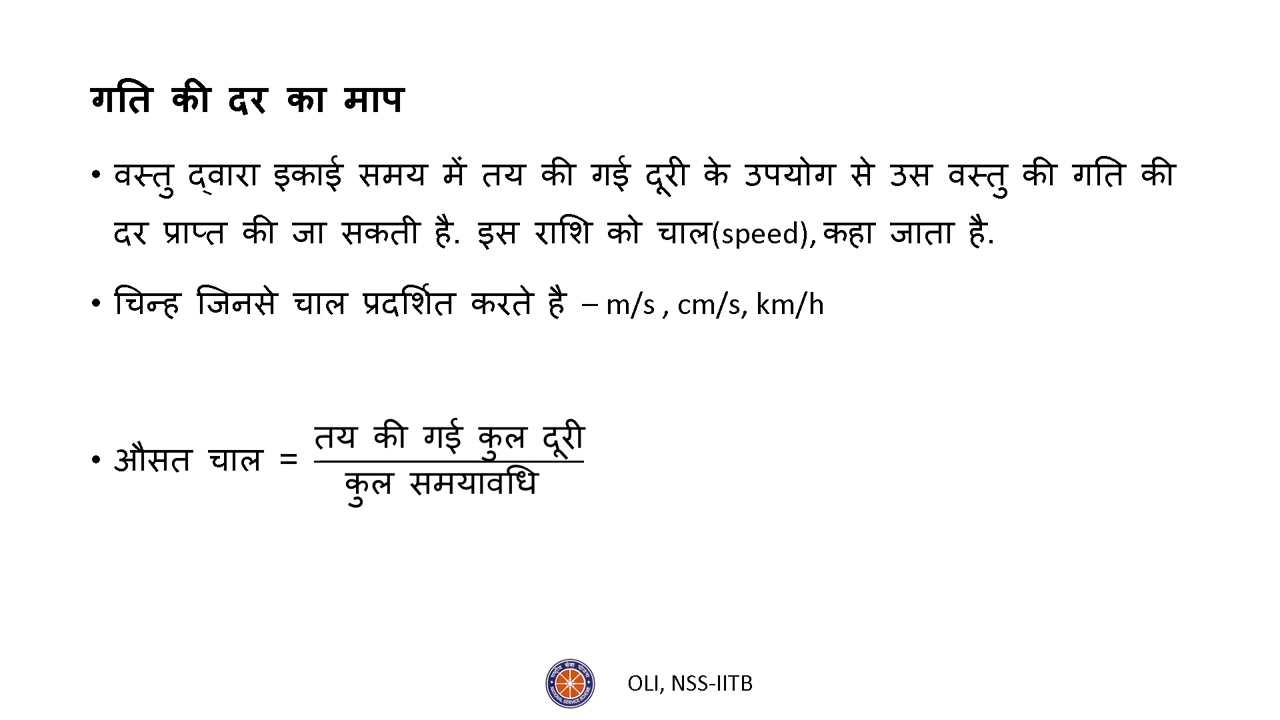 गति की दर का माप
• वस्तु द्वारा इकाई समय में तय की गई दूरी के उपयोग से उस वस्तु की गति की
दर प्राप्त की जा सकती है. इस राशि को चाल(speed), कहा जाता है.
• चिन्ह जिनसे चाल प्रदर्शित करते है – m/s , cm/s, km/h
तय की गई कुल दूरी
• औसत चाल =
कुल समयावधि
OLI, NSS-IITB